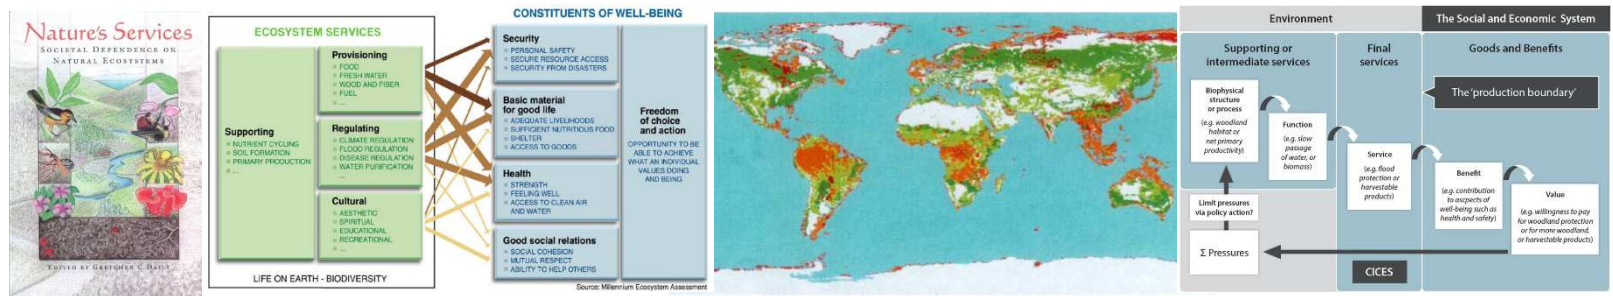 Nature's Services
SOCIETAL DEPENDENCE ON
NATURAL ECOSYSTEMS
EDITED BY GRETCHEN C. DAILY
CONSTITUENTS OF WELL-BEING
ECOSYSTEM SERVICES
Supporting
NUTRIENT CYCLING
SOIL FORMATION
PRIMARY PRODUCTION
...
Provisioning
FOOD
FRESH WATER
WOOD AND FIBER
FUEL
...
Regulating
CLIMATE REGULATION
FLOOD REGULATION
DISEASE REGULATION
WATER PURIFICATION
...
Cultural
AESTHETIC
SPIRITUAL
EDUCATIONAL
RECREATIONAL
...
LIFE ON EARTH - BIODIVERSITY
Security
PERSONAL SAFETY
SECURE RESOURCE ACCESS
SECURITY FROM DISASTERS
Basic material
for good life
ADEQUATE LIVELIHOODS
SUFFICIENT NUTRITIOUS FOOD
SHELTER
ACCESS TO GOODS
Health
STRENGTH
FEELING WELL
ACCESS TO CLEAN AIR
AND WATER
Good social relations
SOCIAL COHESION
MUTUAL RESPECT
ABILITY TO HELP OTHERS
Freedom
of choice
and action
OPPORTUNITY TO BE
ABLE TO ACHIEVE
WHAT AN INDIVIDUAL
VALUES DOING
AND BEING
Source: Millennium Ecosystem Assessment
Environment
The Social and Economic System
Supporting or
intermediate services
Final
services
Goods and Benefits
The 'production boundary'
Biophysical
structure
or process
(e.g. woodland
habitat or
net primary
productivity)
Function
(e.g. slow
passage
of water, or
biomass)
Service
(e.g. flood
protection or
harvestable
products)
Benefit
(e.g. contribution
to aspects of
well-being such as
health and safety)
Value
(e.g. willingness to pay
for woodland protection
or for more woodland,
or harvestable products)
Limit pressures
via policy action?
Σ Pressures
CICES